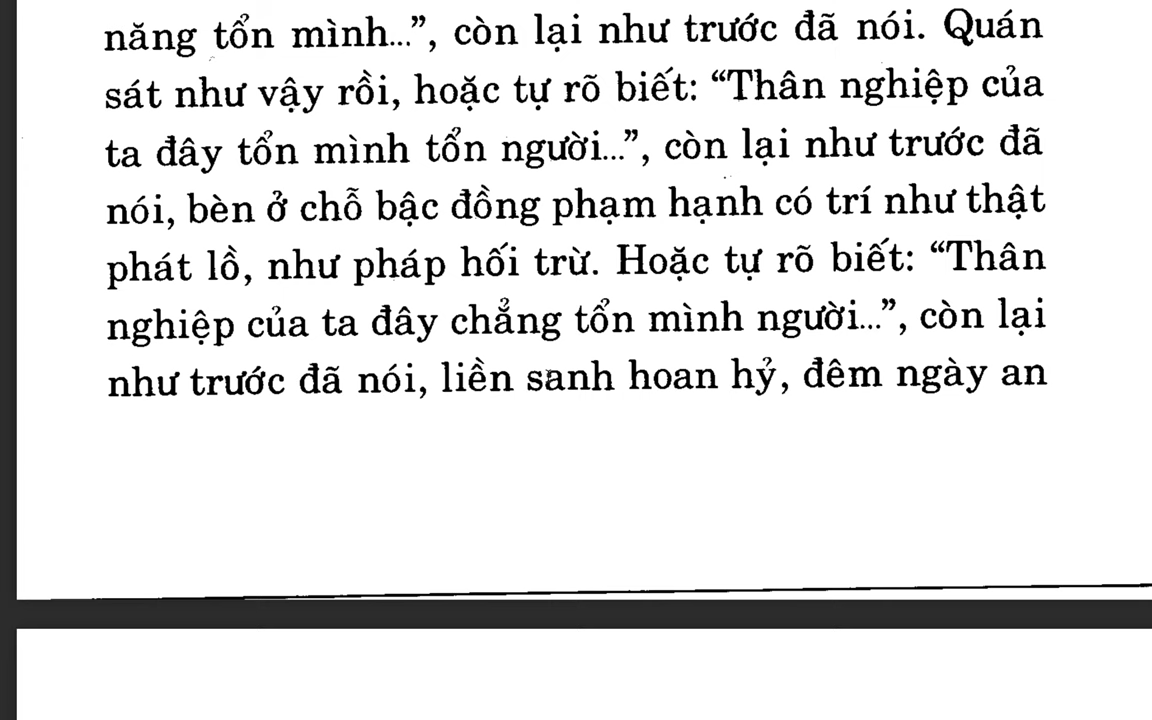 năng tổn mình...”, còn lại như trước đã nói. Quán
sát như vậy rồi, hoặc tự rõ biết: “Thân nghiệp của
ta đây tổn mình tổn người...”, còn lại như trước đã
nói, bèn ở chỗ bậc đồng phạm hạnh có trí như thật
phát lồ, như pháp hối trừ. Hoặc tự rõ biết: “Thân
nghiệp của ta đây chẳng tổn mình người...”, còn lại
như trước đã nói, liền sanh hoan hỷ, đêm ngày an